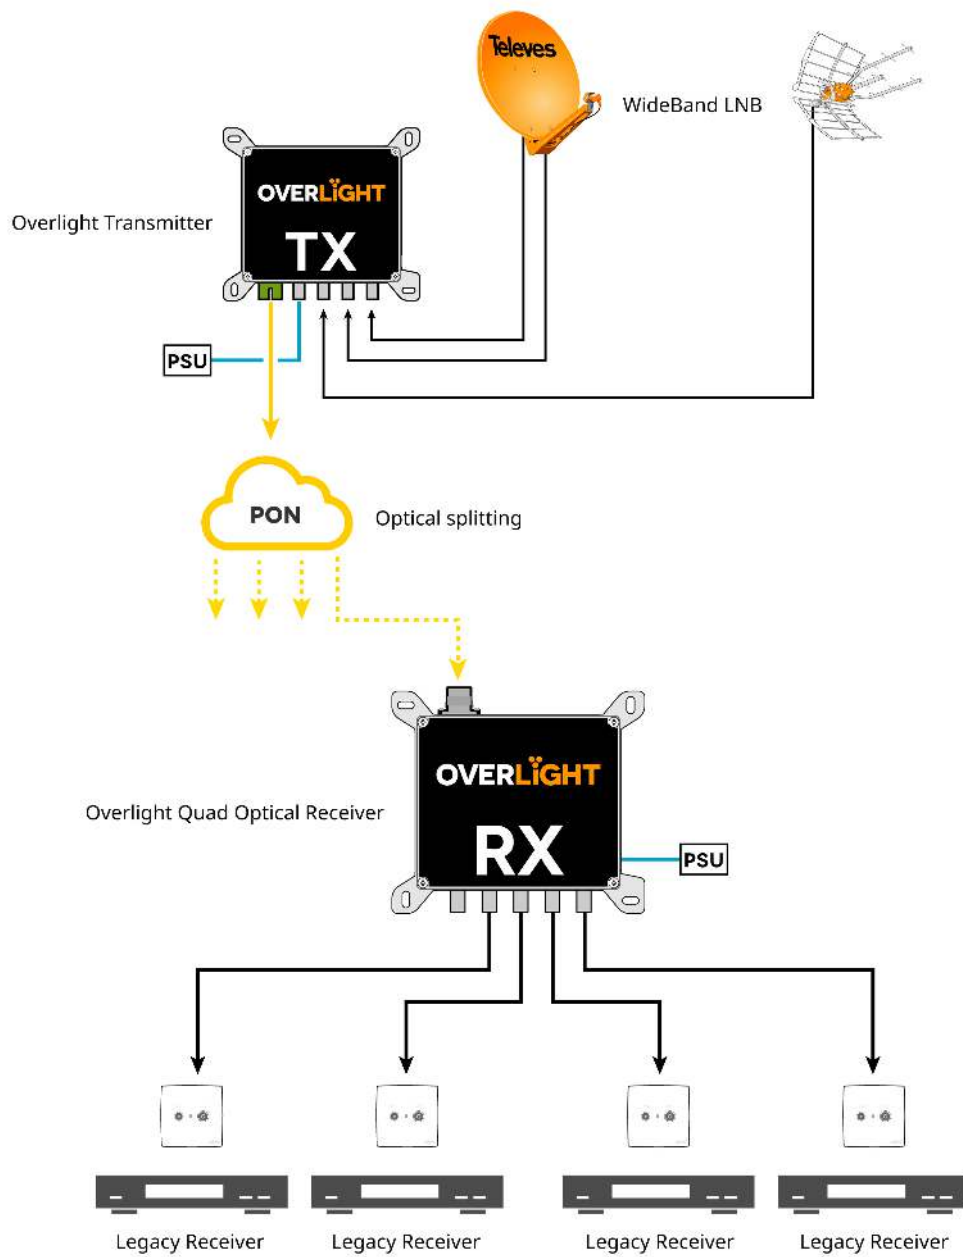 Televes
WideBand LNB
OVERLiGHT
TX
Overlight Transmitter
PSU
PON
Optical splitting
OVERLiGHT
RX
Overlight Quad Optical Receiver
PSU
Legacy Receiver
Legacy Receiver
Legacy Receiver
Legacy Receiver